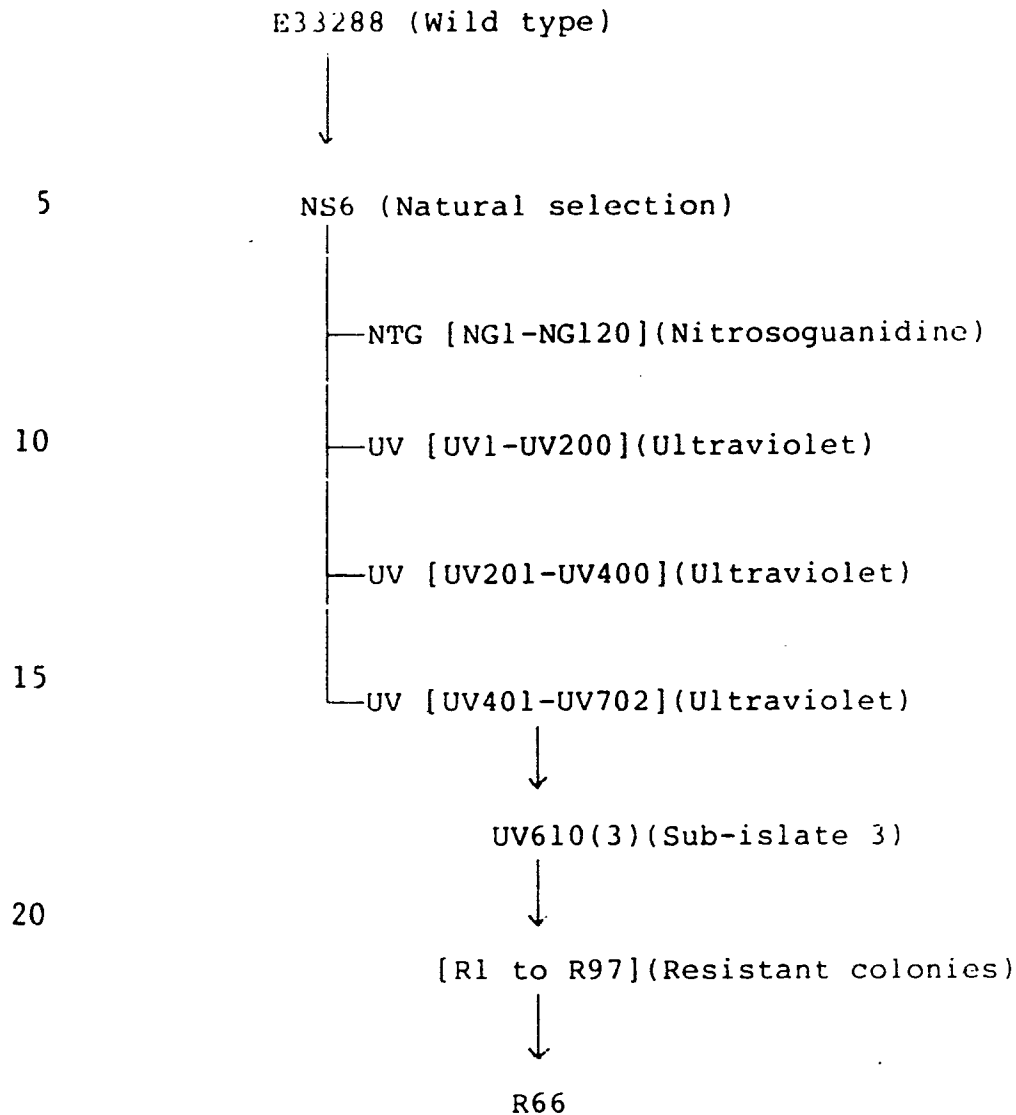 E33288 (Wild type)
5 NS6 (Natural selection)
NTG [NG1-NG120](Nitrosoguanidine)
10 UV [UV1-UV200](Ultraviolet)
UV [UV201-UV400](Ultraviolet)
15 UV [UV401-UV702](Ultraviolet)
UV610(3)(Sub-islate 3)
20 [R1 to R97](Resistant colonies)
R66